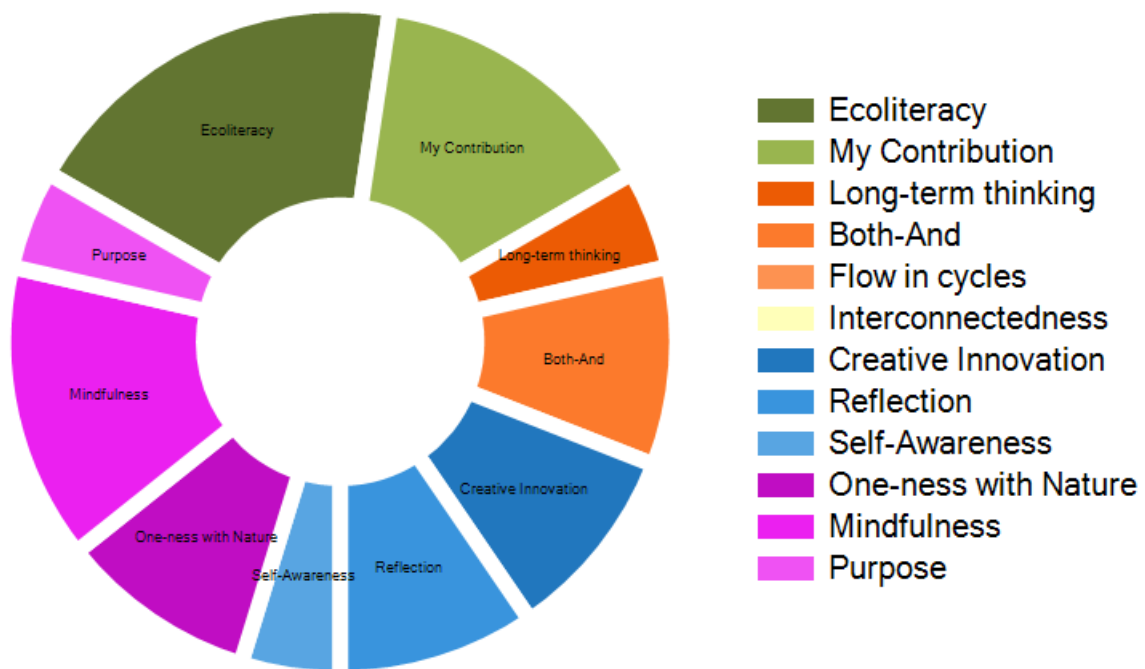 Ecoliteracy
My Contribution
Purpose
Long-term thinking
Mindfulness
Both-And
One-ness with Nature
Creative Innovation
Self-Awareness
Reflection
Ecoliteracy
My Contribution
Long-term thinking
Both-And
Flow in cycles
Interconnectedness
Creative Innovation
Reflection
Self-Awareness
One-ness with Nature
Mindfulness
Purpose